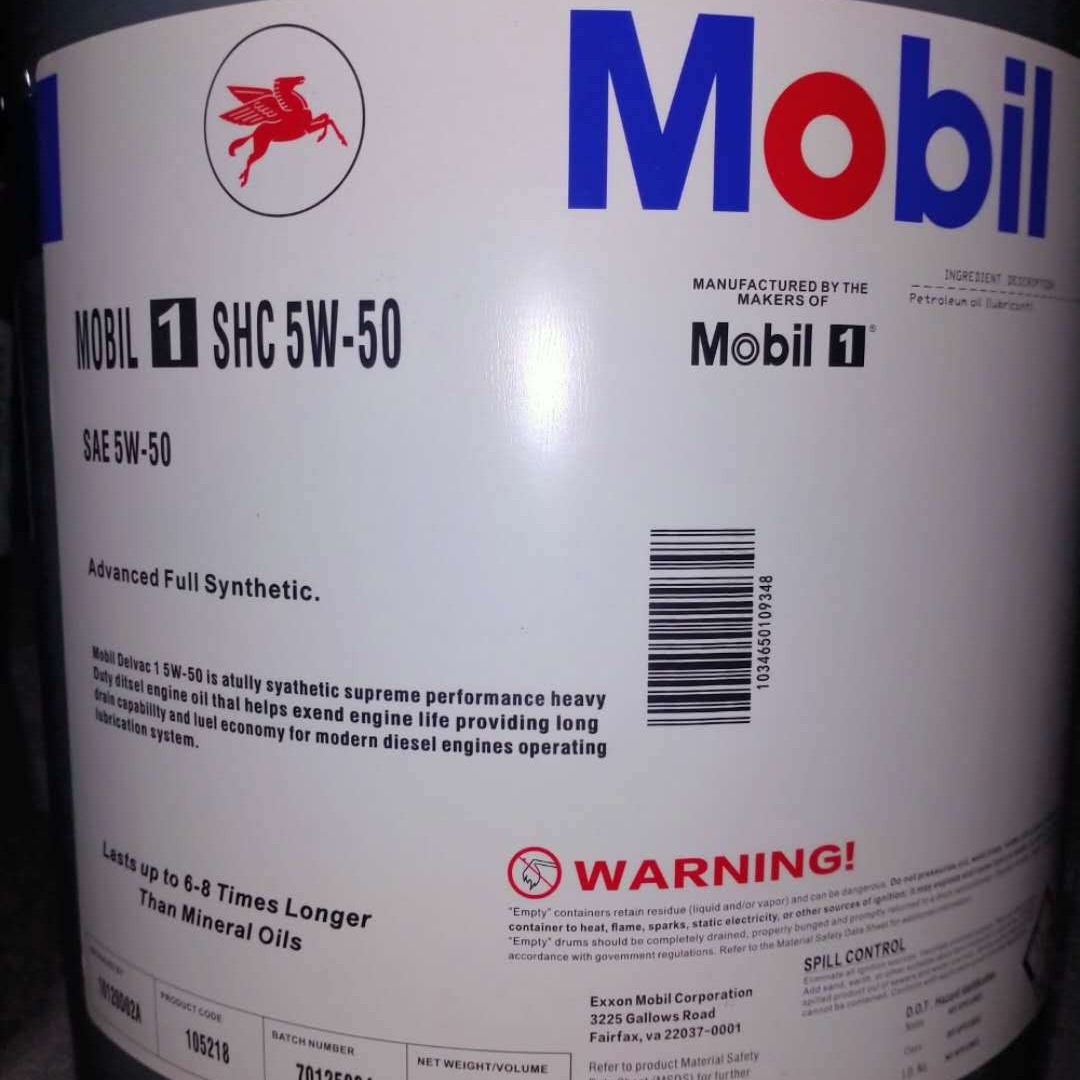 Mobil
MOBIL 1 SHC 5W-50
SAE 5W-50
Advanced Full Synthetic.
Mobil Delvac 1 5W-50 is atully syathetic supreme performance heavy
Duty ditsel engine oil thal helps exend engine life providing long
drain capability and luel economy for modern diesel engines operating
lubrication system.
Lests up to 6-8 Times Longer
Than Mineral Oils
MANUFACTURED BY THE
MAKERS OF
Mobil 1®
INGREDIENT DESCRIPTION
Petroleum oil (lubricant)
1034650109348
WARNING!
"Empty" containers retain residue (liquid and/or vapor) and can be dangerous. Do not
container to heat, flame, sparks, static electricity, or other sources of ignition.
"Empty" drums should be completely drained, properly bunged and promptly returned to a
accordance with government regulations. Refer to the Material Safety Data Sheet for
SPILL CONTROL
Exxon Mobil Corporation
3225 Gallows Road
Fairfax, va 22037-0001
Refer to product Material Safety
D.O.T.
PRODUCT CODE
105218
BATCH NUMBER
NET WEIGHT/VOLUME